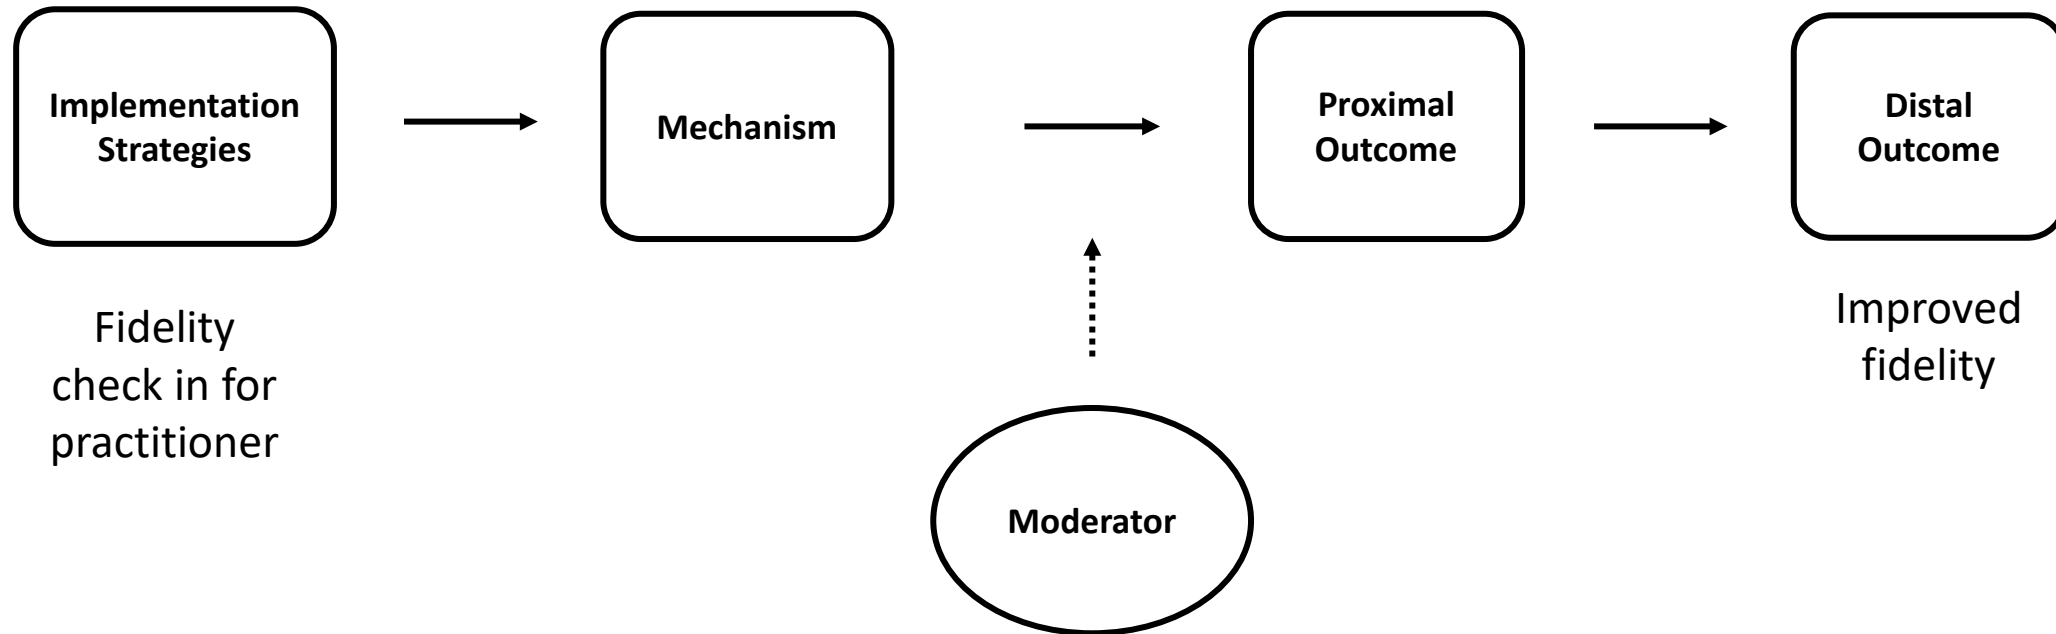 Implementation
Strategies
Mechanism
Proximal
Outcome
Distal
Outcome
Fidelity
check in for
practitioner
Improved
fidelity
Moderator